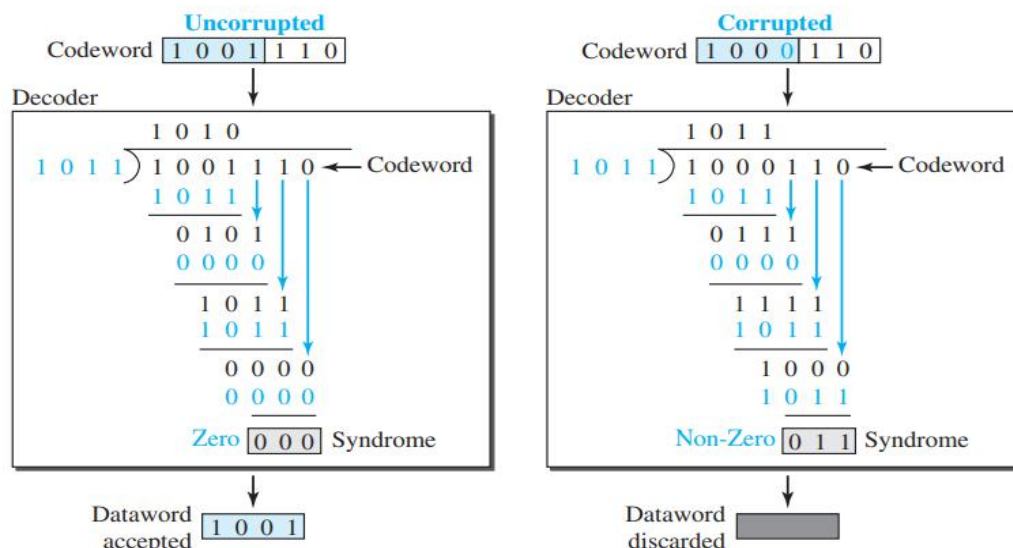 Uncorrupted
Codeword 1 0 0 1 1 1 0
Decoder
1 0 1 0
1 0 1 1 ) 1 0 0 1 1 1 0 Codeword
1 0 1 1
0 1 0 1
0 0 0 0
1 0 1 1
1 0 1 1
0 0 0 0
0 0 0 0
Zero 0 0 0 Syndrome
Dataword
accepted 1 0 0 1
Corrupted
Codeword 1 0 0 0 1 1 0
Decoder
1 0 1 1
1 0 1 1 ) 1 0 0 0 1 1 0 Codeword
1 0 1 1
0 1 1 1
0 0 0 0
1 1 1 1
1 0 1 1
1 0 0 0
1 0 1 1
Non-Zero 0 1 1 Syndrome
Dataword
discarded